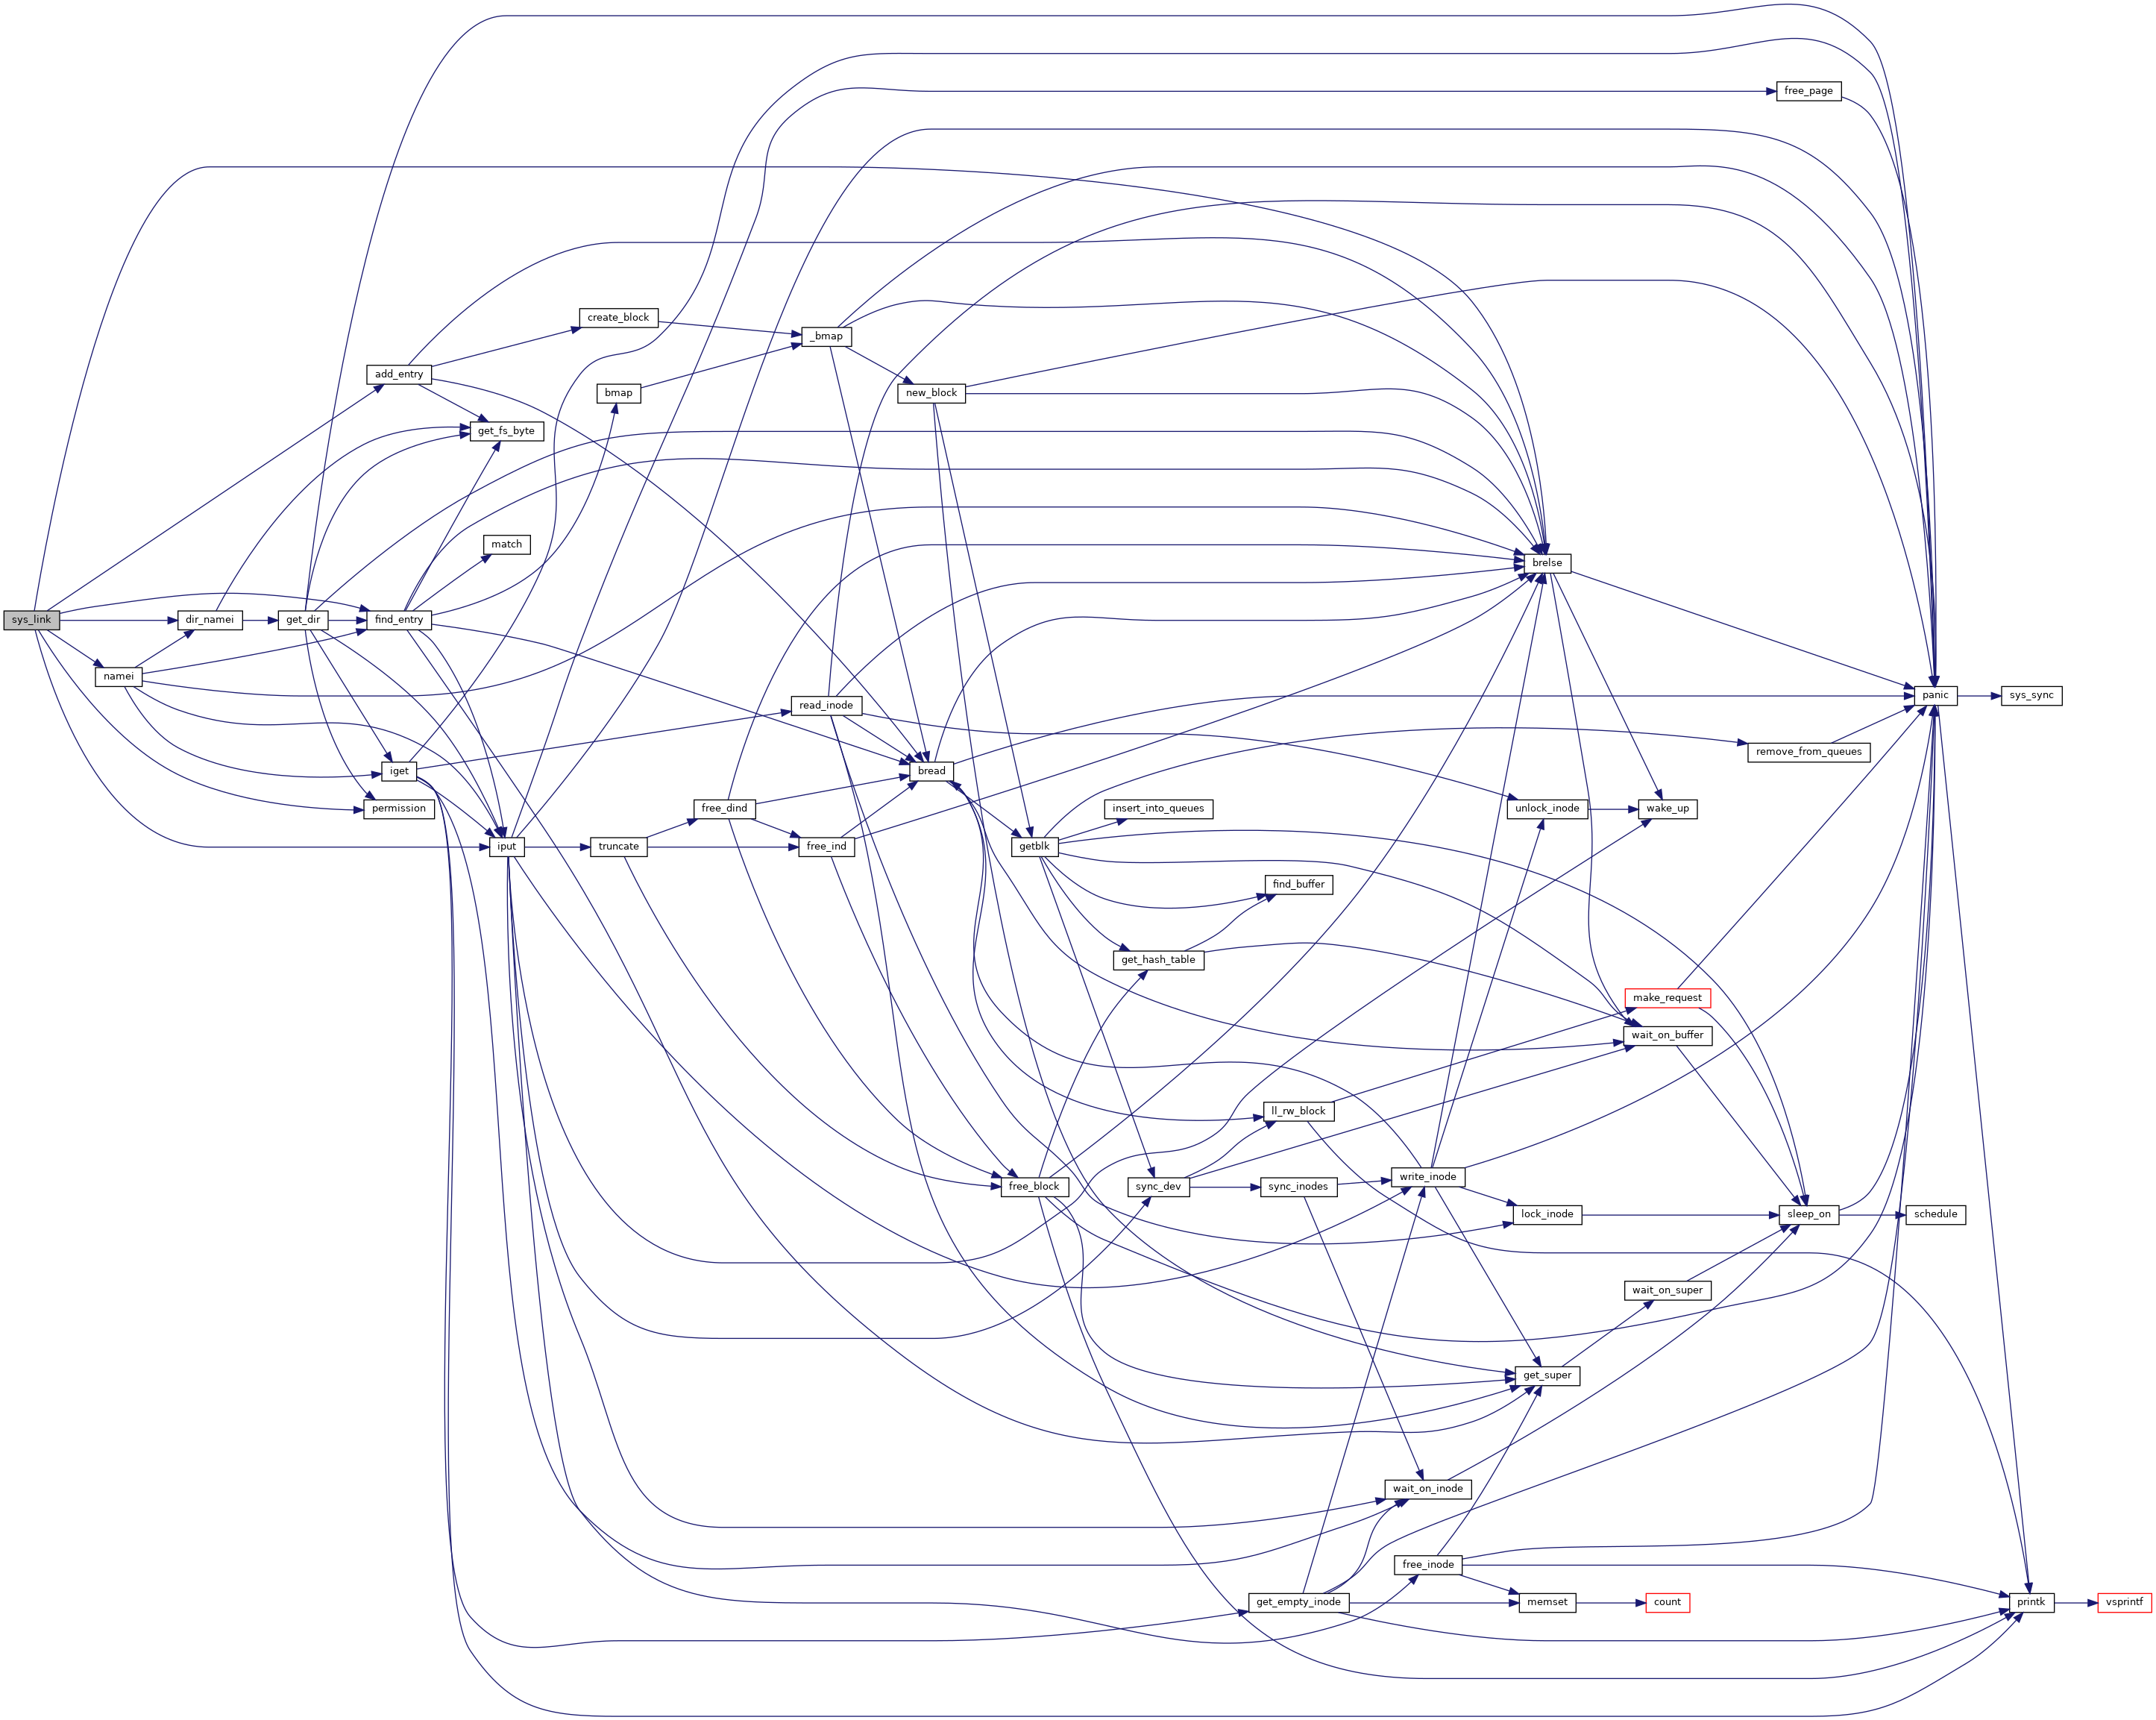 free_page
create_block
_bmap
add_entry
bmap
new_block
get_fs_byte
match
brelse
sys_link
dir_namei
get_dir
find_entry
namei
read_inode
panic
sys_sync
remove_from_queues
iget
bread
permission
free_dind
insert_into_queues
unlock_inode
wake_up
iput
truncate
free_ind
getblk
find_buffer
get_hash_table
make_request
wait_on_buffer
ll_rw_block
write_inode
free_block
sync_dev
sync_inodes
lock_inode
sleep_on
schedule
wait_on_super
get_super
wait_on_inode
free_inode
get_empty_inode
memset
count
printk
vsprintf